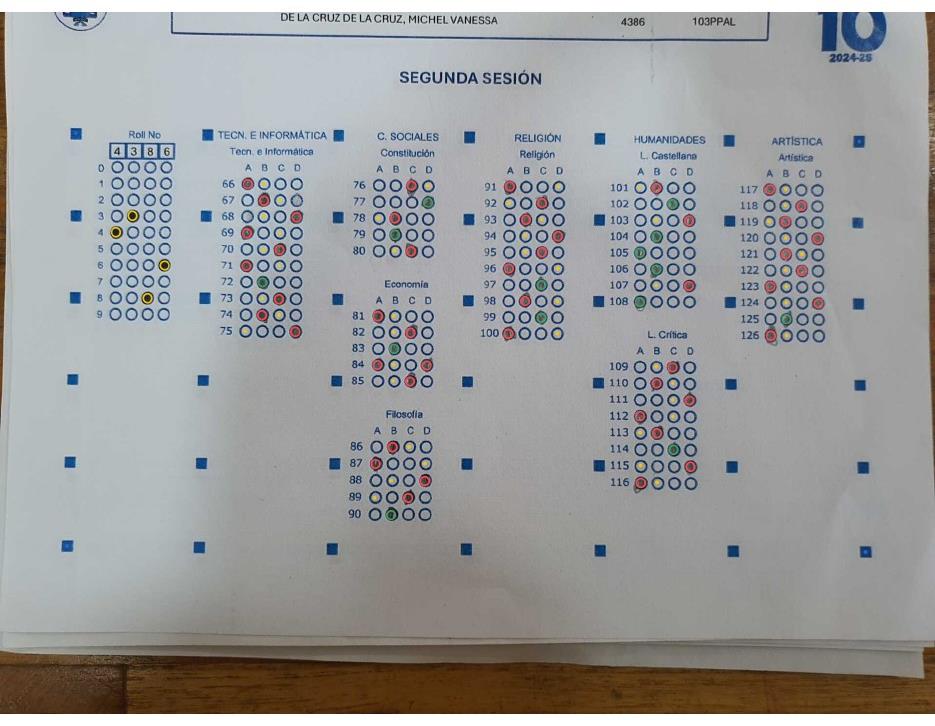 DE LA CRUZ DE LA CRUZ, MICHEL VANESSA 4386 103PPAL
10
2024-25
SEGUNDA SESIÓN
Roll No TECN. E INFORMÁTICA C. SOCIALES RELIGIÓN HUMANIDADES ARTÍSTICA
4 3 8 6 Tecn. e Informática Constitución Religión L. Castellana Artística
0 A B C D A B C D A B C D A B C D A B C D
1 66 76 91 101 117
2 67 77 92 102 118
3 68 78 93 103 119
4 69 79 94 104 120
5 70 80 95 105 121
6 71 96 106 122
7 72 Economía 97 107 123
8 73 A B C D 98 108 124
9 74 81 99 125
75 82 100 L. Crítica 126
83 A B C D
84 109
85 110
111
Filosofía 112
A B C D 113
86 114
87 115
88 116
89
90